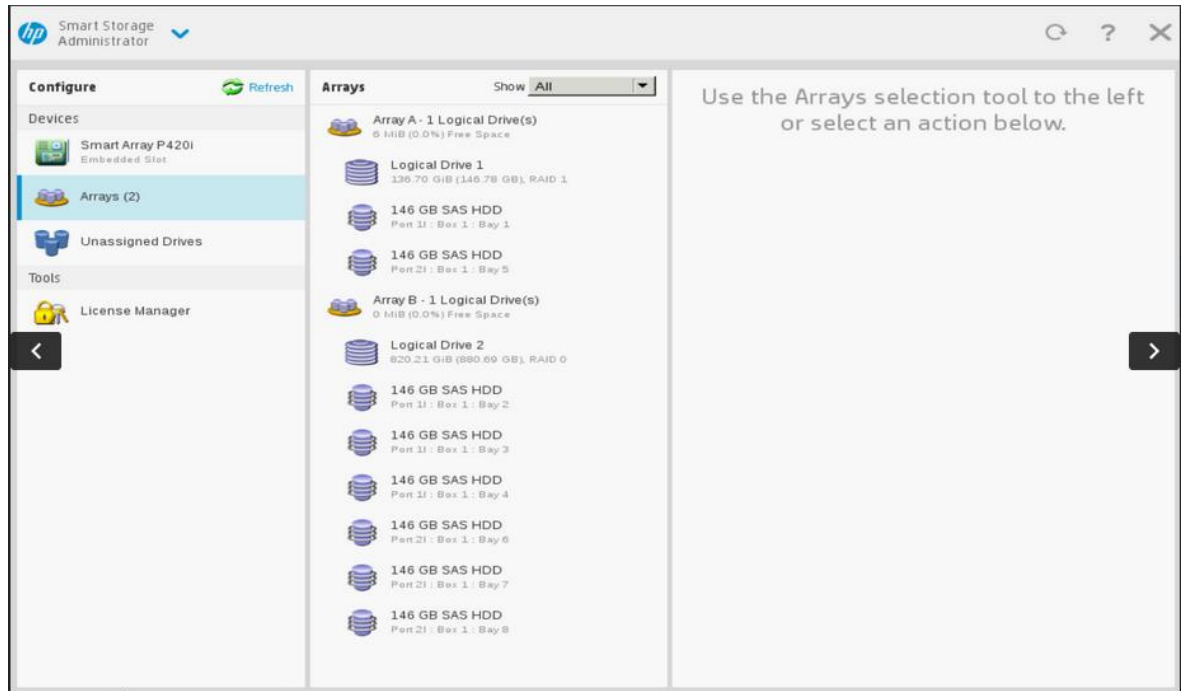 hp
Smart Storage
Administrator
?
Configure
Refresh
Devices
Smart Array P420i
Embedded Slot
Arrays (2)
Unassigned Drives
Tools
License Manager
Arrays
Show All
Array A - 1 Logical Drive(s)
6 MiB (0.0%) Free Space
Logical Drive 1
136.70 GiB (146.78 GB), RAID 1
146 GB SAS HDD
Port 1I : Box 1 : Bay 1
146 GB SAS HDD
Port 2I : Box 1 : Bay 5
Array B - 1 Logical Drive(s)
0 MiB (0.0%) Free Space
Logical Drive 2
820.21 GiB (880.69 GB), RAID 0
146 GB SAS HDD
Port 1I : Box 1 : Bay 2
146 GB SAS HDD
Port 1I : Box 1 : Bay 3
146 GB SAS HDD
Port 1I : Box 1 : Bay 4
146 GB SAS HDD
Port 2I : Box 1 : Bay 6
146 GB SAS HDD
Port 2I : Box 1 : Bay 7
146 GB SAS HDD
Port 2I : Box 1 : Bay 8
Use the Arrays selection tool to the left
or select an action below.